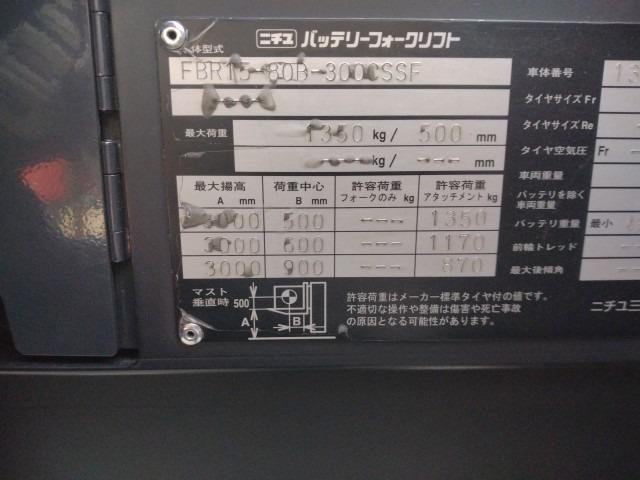 ニチユ バッテリーフォークリフト
体型式
FBR15-80B-300CSSF
最大荷重 1350 kg/ 500 mm
kg/ --- mm
最大揚高 A mm 荷重中心 B mm 許容荷重 フォークのみ kg 許容荷重 アタッチメント kg
3000 500 --- 1350
3000 600 --- 1170
3000 900 --- 870
マスト
垂直時 500
A
B
許容荷重はメーカー標準タイヤ付の値です。
不適切な操作や整備は傷害や死亡事故
の原因となる可能性があります。
車体番号 13
タイヤサイズ Fr
タイヤサイズ Re
タイヤ空気圧 Fr
車両重量
バッテリを除く
車両重量
バッテリ重量 最小
前輪トレッド
最大後傾角
ニチユ三